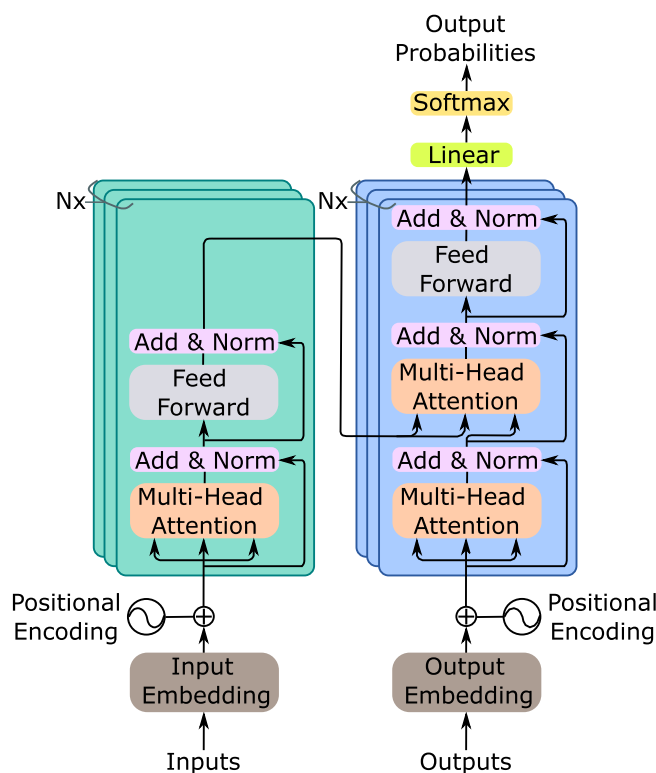 Output
Probabilities
Softmax
Linear
Nx
Nx
Add & Norm
Feed
Forward
Add & Norm
Add & Norm
Multi-Head
Attention
Feed
Forward
Add & Norm
Add & Norm
Multi-Head
Attention
Multi-Head
Attention
Positional
Encoding
Positional
Encoding
Input
Embedding
Output
Embedding
Inputs
Outputs